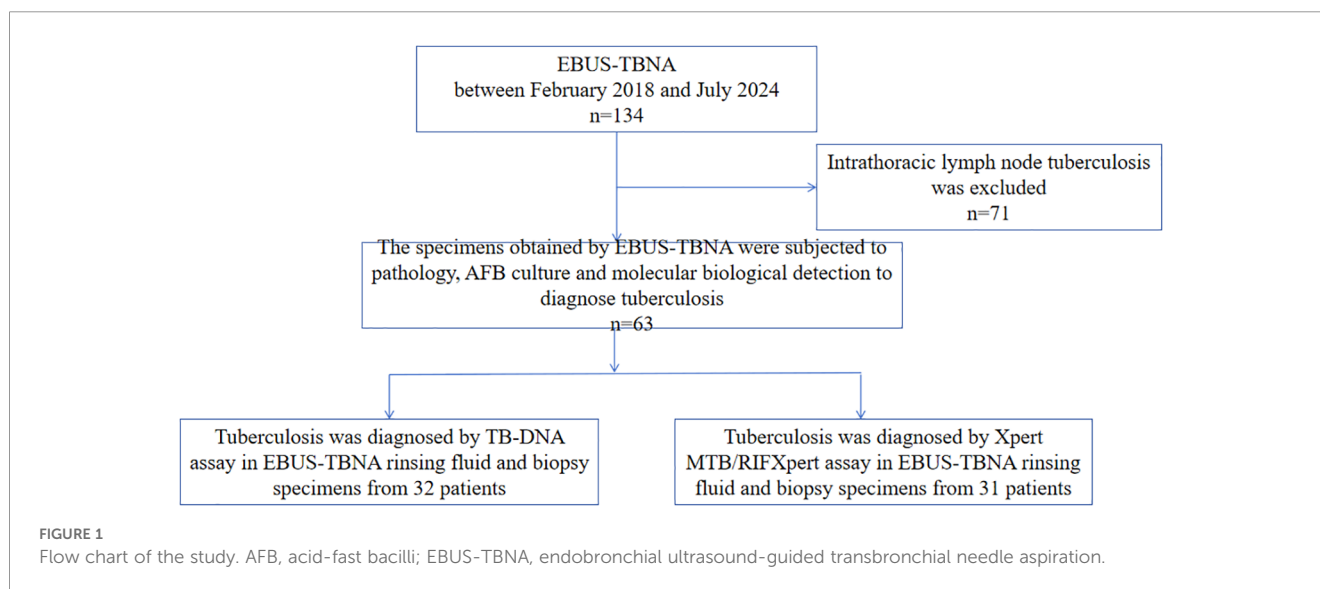 EBUS-TBNA
between February 2018 and July 2024
n=134
Intrathoracic lymph node tuberculosis
was excluded
n=71
The specimens obtained by EBUS-TBNA were subjected to
pathology, AFB culture and molecular biological detection to
diagnose tuberculosis
n=63
Tuberculosis was diagnosed by TB-DNA
assay in EBUS-TBNA rinsing fluid and biopsy
specimens from 32 patients
Tuberculosis was diagnosed by Xpert
MTB/RIFXpert assay in EBUS-TBNA rinsing
fluid and biopsy specimens from 31 patients
FIGURE 1
Flow chart of the study. AFB, acid-fast bacilli; EBUS-TBNA, endobronchial ultrasound-guided transbronchial needle aspiration.